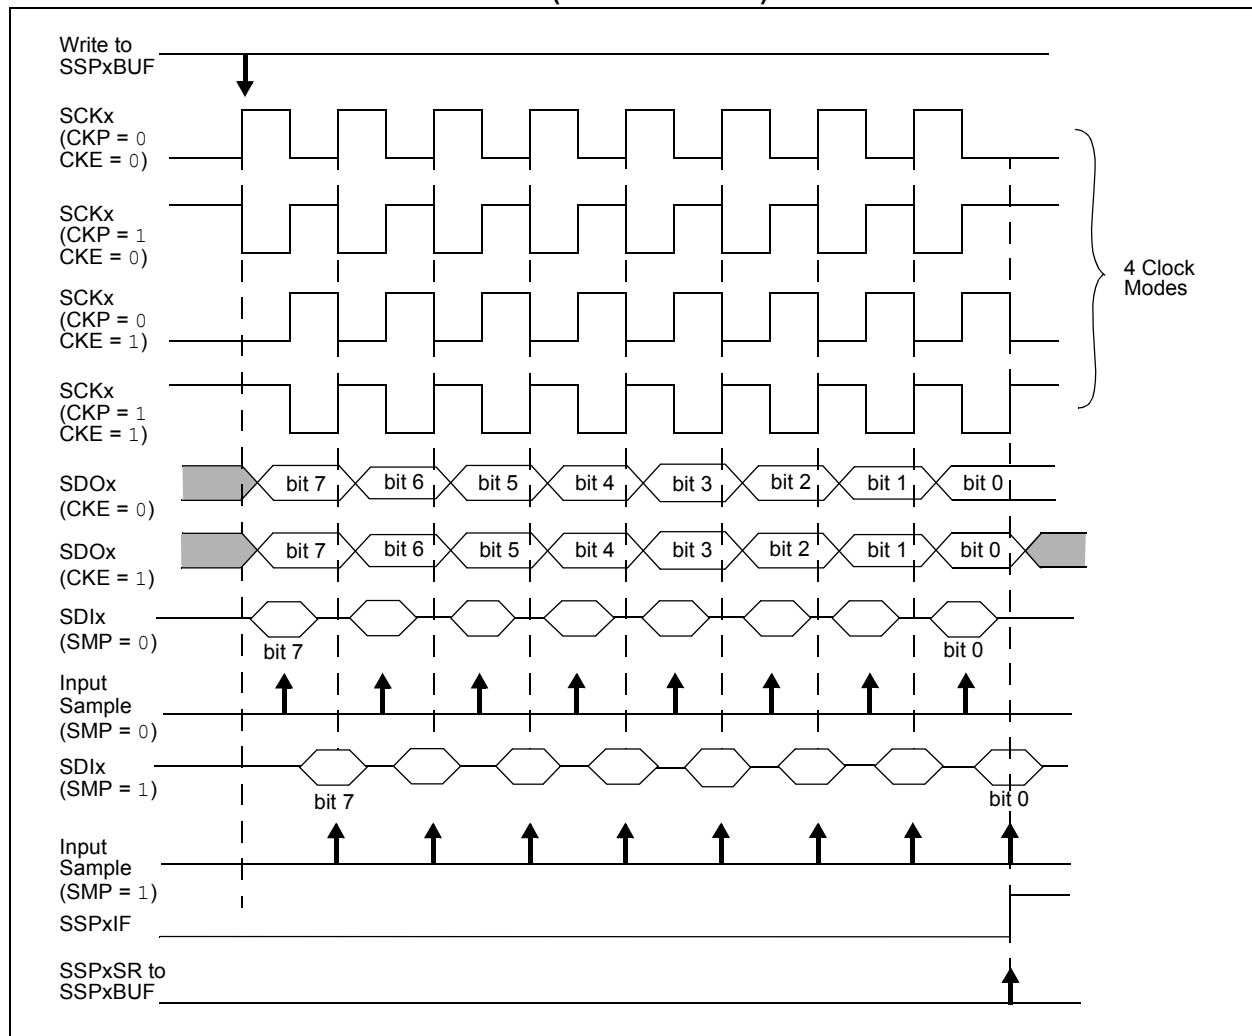 Write to
SSPxBUF
SCKx
(CKP = 0
CKE = 0)
SCKx
(CKP = 1
CKE = 0)
4 Clock
Modes
SCKx
(CKP = 0
CKE = 1)
SCKx
(CKP = 1
CKE = 1)
SDOx
(CKE = 0)
bit 7 bit 6 bit 5 bit 4 bit 3 bit 2 bit 1 bit 0
SDOx
(CKE = 1)
bit 7 bit 6 bit 5 bit 4 bit 3 bit 2 bit 1 bit 0
SDIx
(SMP = 0)
bit 7 bit 0
Input
Sample
(SMP = 0)
SDIx
(SMP = 1)
bit 7 bit 0
Input
Sample
(SMP = 1)
SSPxIF
SSPxSR to
SSPxBUF